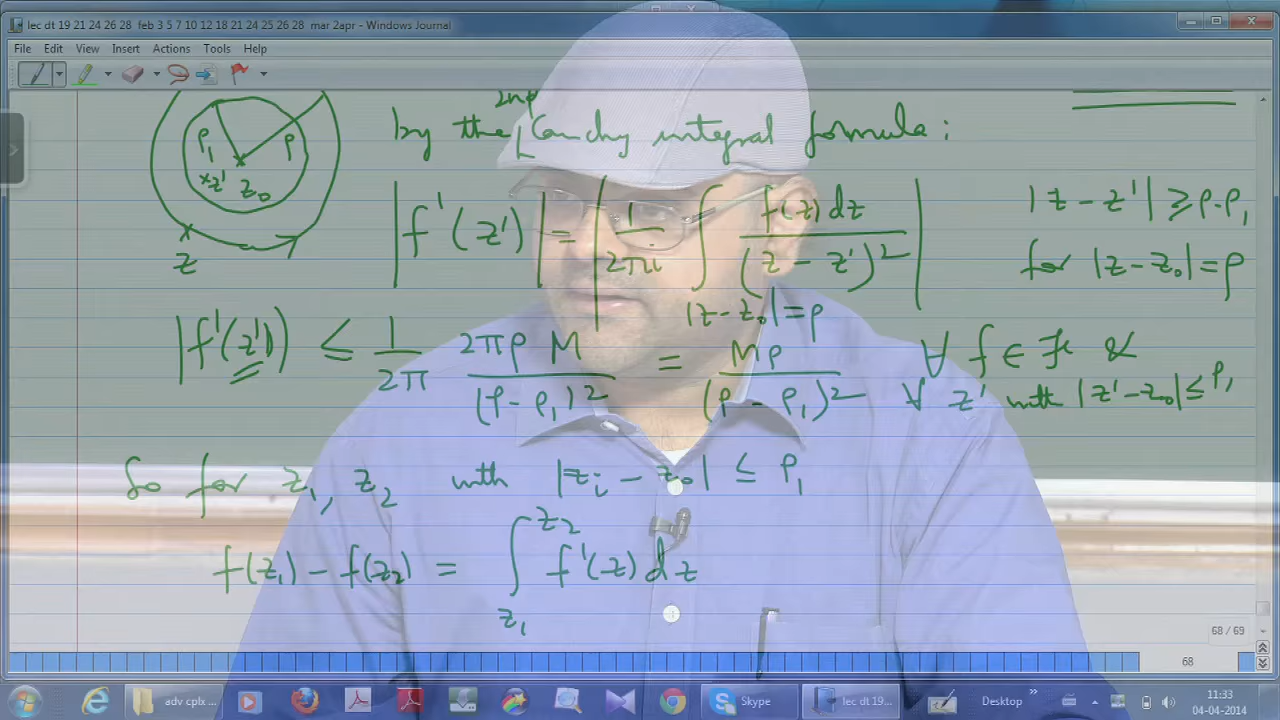 lec dt 19 21 24 26 28 feb 3 5 7 10 12 18 21 24 25 26 28 mar 2apr - Windows Journal
File Edit View Insert Actions Tools Help
2nd
by the Cauchy integral formula :
ρ₁ ρ
z' z₀
z
|f'(z')| = | 1/2πi ∫_{|z-z₀|=ρ} f(z) dz / (z - z')² |
|z - z'| ≥ ρ-ρ₁
for |z-z₀| = ρ
|f'(z')| ≤ 1/2π 2πρ M / (ρ-ρ₁)² = Mρ / (ρ - ρ₁)² ∀ f ∈ ℱ &
∀ z' with |z'-z₀| ≤ ρ₁
So for z₁, z₂ with |z_i - z₀| ≤ ρ₁
f(z₁) - f(z₂) = ∫_{z₁}^{z₂} f'(z) dz
68 / 69
68
adv cplx ...
Skype
lec dt 19...
Desktop
11:33
04-04-2014